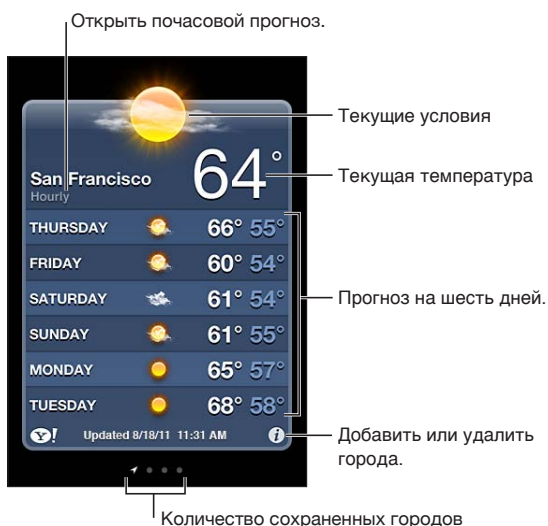 Открыть почасовой прогноз.
Текущие условия
San Francisco
Hourly
64°
Текущая температура
THURSDAY 66° 55°
FRIDAY 60° 54°
SATURDAY 61° 54°
Прогноз на шесть дней.
SUNDAY 61° 55°
MONDAY 65° 57°
TUESDAY 68° 58°
Y! Updated 8/18/11 11:31 AM i
Добавить или удалить
города.
Количество сохраненных городов